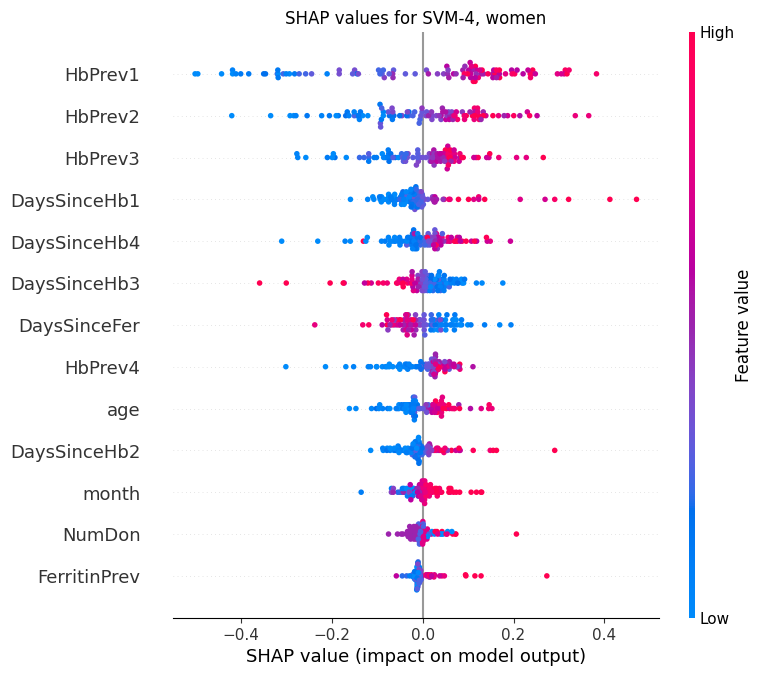 SHAP values for SVM-4, women
High
HbPrev1
HbPrev2
HbPrev3
DaysSinceHb1
DaysSinceHb4
DaysSinceHb3
DaysSinceFer
HbPrev4
age
DaysSinceHb2
month
NumDon
FerritinPrev
Feature value
Low
−0.4 −0.2 0.0 0.2 0.4
SHAP value (impact on model output)